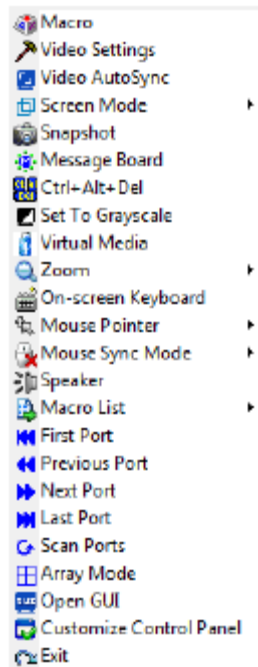 Macro
Video Settings
Video AutoSync
Screen Mode
Snapshot
Message Board
Ctrl+Alt+Del
Set To Grayscale
Virtual Media
Zoom
On-screen Keyboard
Mouse Pointer
Mouse Sync Mode
Speaker
Macro List
First Port
Previous Port
Next Port
Last Port
Scan Ports
Array Mode
Open GUI
Customize Control Panel
Exit